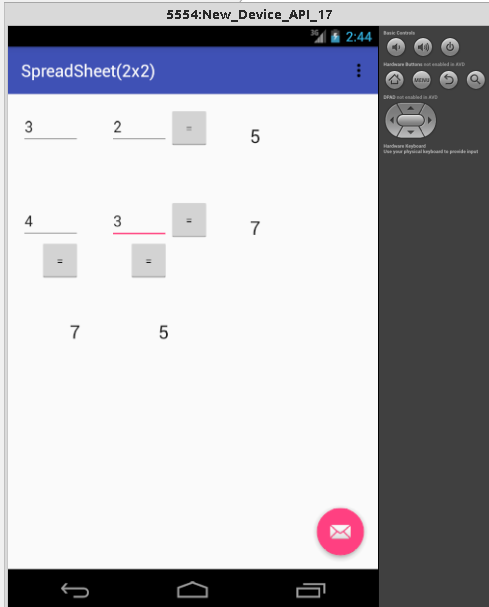 5554:New_Device_API_17
3G 2:44
Basic Controls
SpreadSheet(2x2)
Hardware Buttons not enabled in AVD
MENU
DPAD not enabled in AVD
3 2 = 5
Hardware Keyboard
Use your physical keyboard to provide input
4 3 = 7
= =
7 5